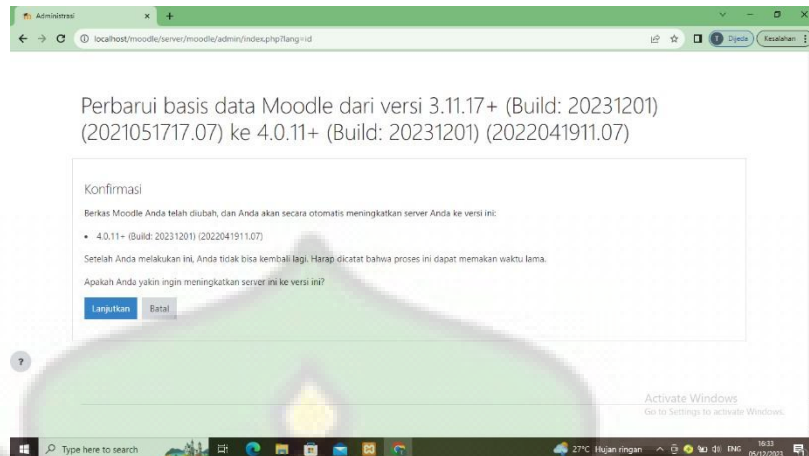 Administrasi
localhost/moodle/server/moodle/admin/index.php?lang=id
T Dijeda
Kesalahan
Perbarui basis data Moodle dari versi 3.11.17+ (Build: 20231201)
(2021051717.07) ke 4.0.11+ (Build: 20231201) (2022041911.07)
Konfirmasi
Berkas Moodle Anda telah diubah, dan Anda akan secara otomatis meningkatkan server Anda ke versi ini:
• 4.0.11+ (Build: 20231201) (2022041911.07)
Setelah Anda melakukan ini, Anda tidak bisa kembali lagi. Harap dicatat bahwa proses ini dapat memakan waktu lama.
Apakah Anda yakin ingin meningkatkan server ini ke versi ini?
Lanjutkan Batal
?
Activate Windows
Go to Settings to activate Windows.
Type here to search
27°C Hujan ringan
ENG
16:33
05/12/2023